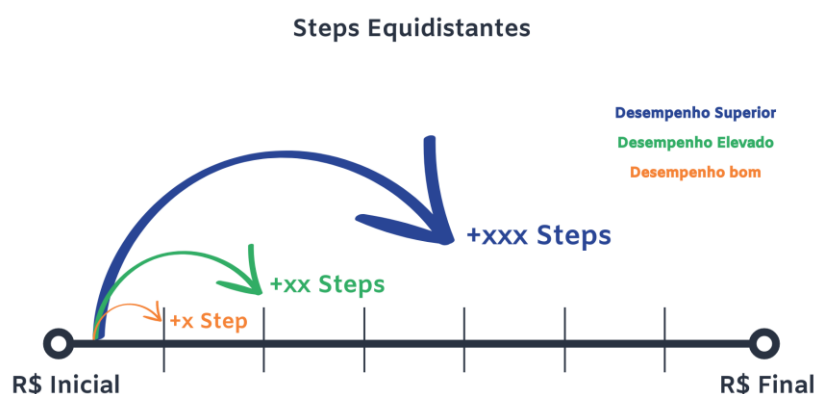 Steps Equidistantes
Desempenho Superior
Desempenho Elevado
Desempenho bom
+xxx Steps
+xx Steps
+x Step
R$ Inicial
R$ Final